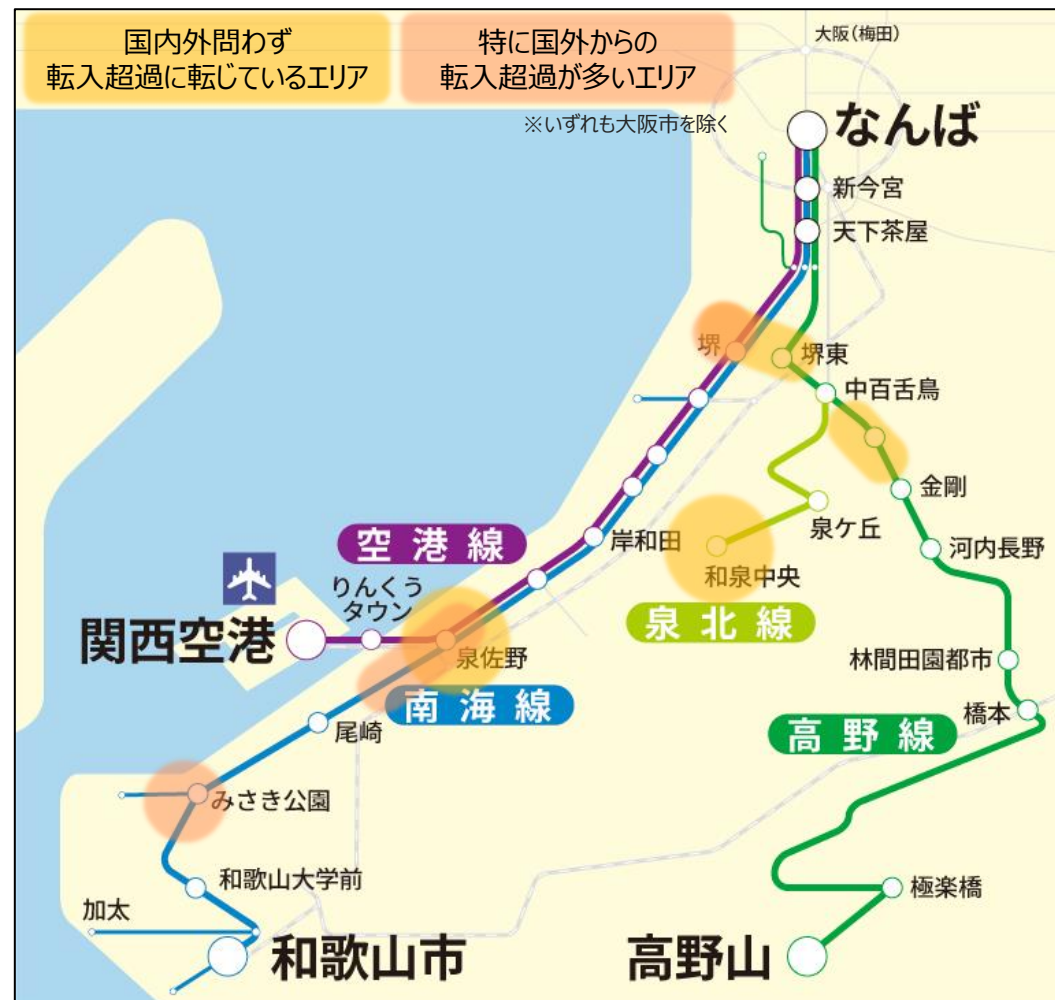 国内外問わず
転入超過に転じているエリア
特に国外からの
転入超過が多いエリア
※いずれも大阪市を除く
大阪(梅田)
なんば
新今宮
天下茶屋
堺
堺東
中百舌鳥
金剛
泉ケ丘
岸和田
河内長野
空港線
和泉中央
りんくう
タウン
泉北線
関西空港
泉佐野
林間田園都市
南海線
橋本
尾崎
高野線
みさき公園
和歌山大学前
極楽橋
加太
和歌山市
高野山